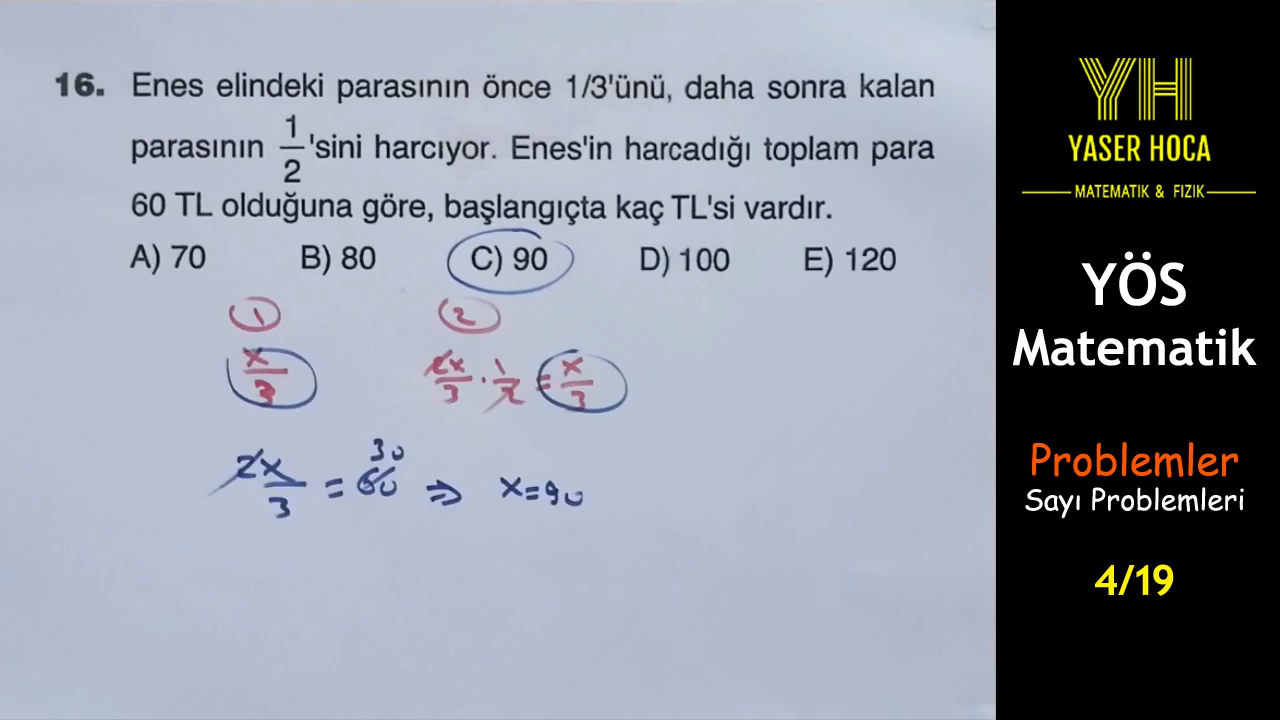 16. Enes elindeki parasının önce 1/3'ünü, daha sonra kalan
parasının 1/2 'sini harcıyor. Enes'in harcadığı toplam para
60 TL olduğuna göre, başlangıçta kaç TL'si vardır.
A) 70 B) 80 C) 90 D) 100 E) 120
1 2
x/3 2x/3 · 1/2 = x/3
30
2x/3 = 60 ⇒ x=90
YH
YASER HOCA
MATEMATIK & FIZIK
YÖS
Matematik
Problemler
Sayı Problemleri
4/19